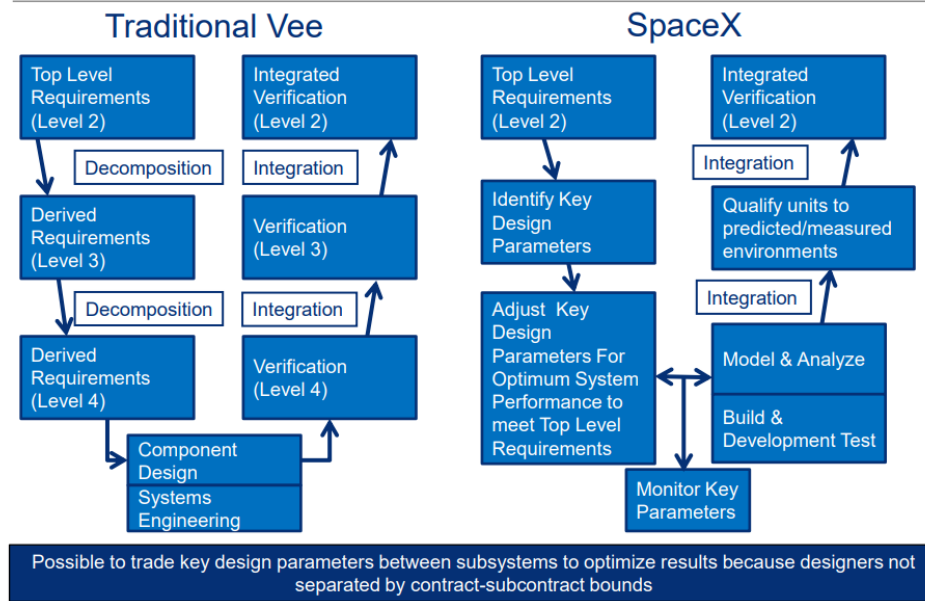 Traditional Vee
Top Level
Requirements
(Level 2)
Decomposition
Derived
Requirements
(Level 3)
Decomposition
Derived
Requirements
(Level 4)
Component
Design
Systems
Engineering
Integrated
Verification
(Level 2)
Integration
Verification
(Level 3)
Integration
Verification
(Level 4)
SpaceX
Top Level
Requirements
(Level 2)
Identify Key
Design
Parameters
Adjust Key
Design
Parameters For
Optimum System
Performance to
meet Top Level
Requirements
Monitor Key
Parameters
Integrated
Verification
(Level 2)
Integration
Qualify units to
predicted/measured
environments
Integration
Model & Analyze
Build &
Development Test
Possible to trade key design parameters between subsystems to optimize results because designers not
separated by contract-subcontract bounds